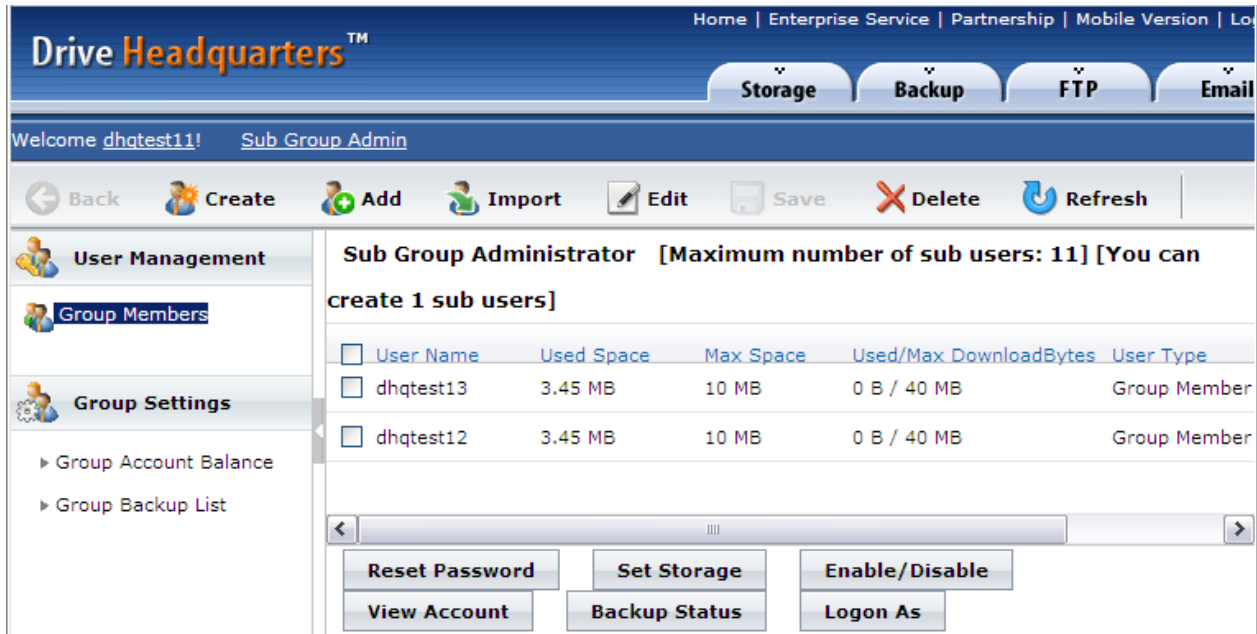 Home | Enterprise Service | Partnership | Mobile Version |
Drive Headquarters™
Storage Backup FTP Email
Welcome dhqtest11! Sub Group Admin
Back Create Add Import Edit Save Delete Refresh
User Management
Group Members
Group Settings
Group Account Balance
Group Backup List
Sub Group Administrator [Maximum number of sub users: 11] [You can
create 1 sub users]
User Name Used Space Max Space Used/Max DownloadBytes User Type
dhqtest13 3.45 MB 10 MB 0 B / 40 MB Group Member
dhqtest12 3.45 MB 10 MB 0 B / 40 MB Group Member
Reset Password Set Storage Enable/Disable
View Account Backup Status Logon As